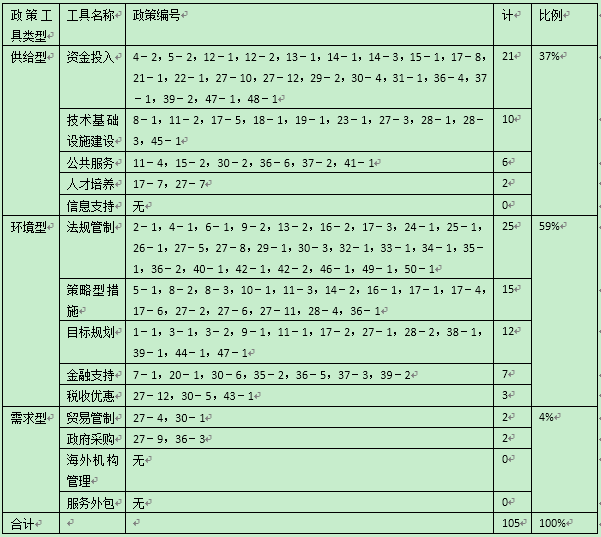 政策工具类型 工具名称 政策编号 计 比例
供给型 资金投入 4－2，5－2，12－1，12－2，13－1，14－1，14－3，15－1，17－8， 21 37%
21－1，22－1，27－10，27－12，29－2，30－4，31－1，36－4，37
－1，39－2，47－1，48－1
技术基础设施建设 8－1，11－2，17－5，18－1，19－1，23－1，27－3，28－1，28－ 10
3，45－1
公共服务 11－4，15－2，30－2，36－6，37－2，41－1 6
人才培养 17－7，27－7 2
信息支持 无 0
环境型 法规管制 2－1，4－1，6－1，9－2，13－2，16－2，17－3，24－1，25－1， 25 59%
26－1，27－5，27－8，29－1，30－3，32－1，33－1，34－1，35－
1，36－2，40－1，42－1，42－2，46－1，49－1，50－1
策略型措施 5－1，8－2，8－3，10－1，11－3，14－2，16－1，17－1，17－4， 15
17－6，27－2，27－6，27－11，28－4，36－1
目标规划 1－1，3－1，3－2，9－1，11－1，17－2，27－1，28－2，38－1， 12
39－1，44－1，47－1
金融支持 7－1，20－1，30－6，35－2，36－5，37－3，39－2 7
税收优惠 27－12，30－5，43－1 3
需求型 贸易管制 27－4，30－1 2 4%
政府采购 27－9，36－3 2
海外机构管理 无 0
服务外包 无 0
合计 105 100%